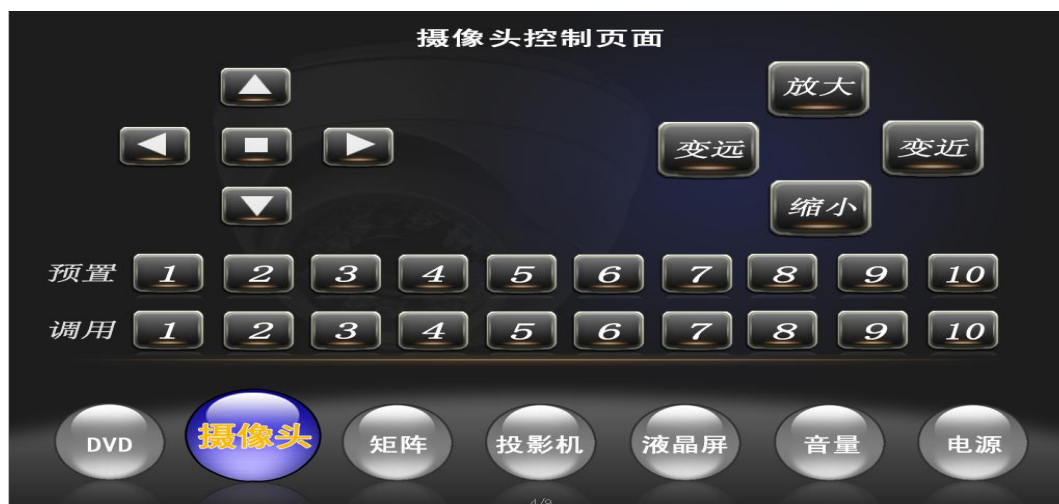 摄像头控制页面
放大
变远 变近
缩小
预置 1 2 3 4 5 6 7 8 9 10
调用 1 2 3 4 5 6 7 8 9 10
DVD 摄像头 矩阵 投影机 液晶屏 音量 电源
4/9